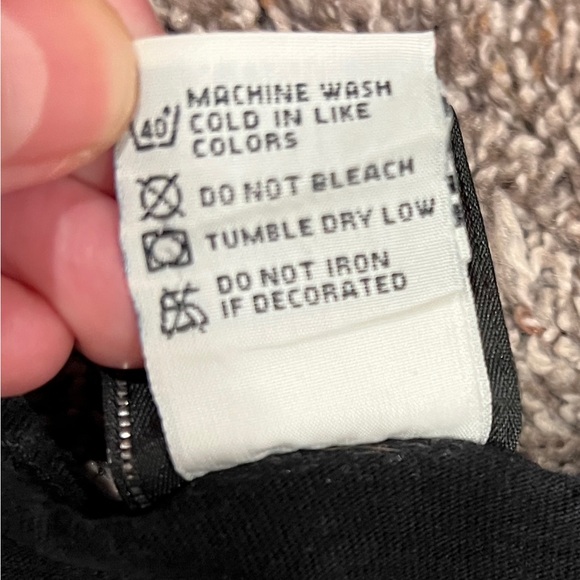 40°
MACHINE WASH
COLD IN LIKE
COLORS
DO NOT BLEACH
TUMBLE DRY LOW
DO NOT IRON
IF DECORATED